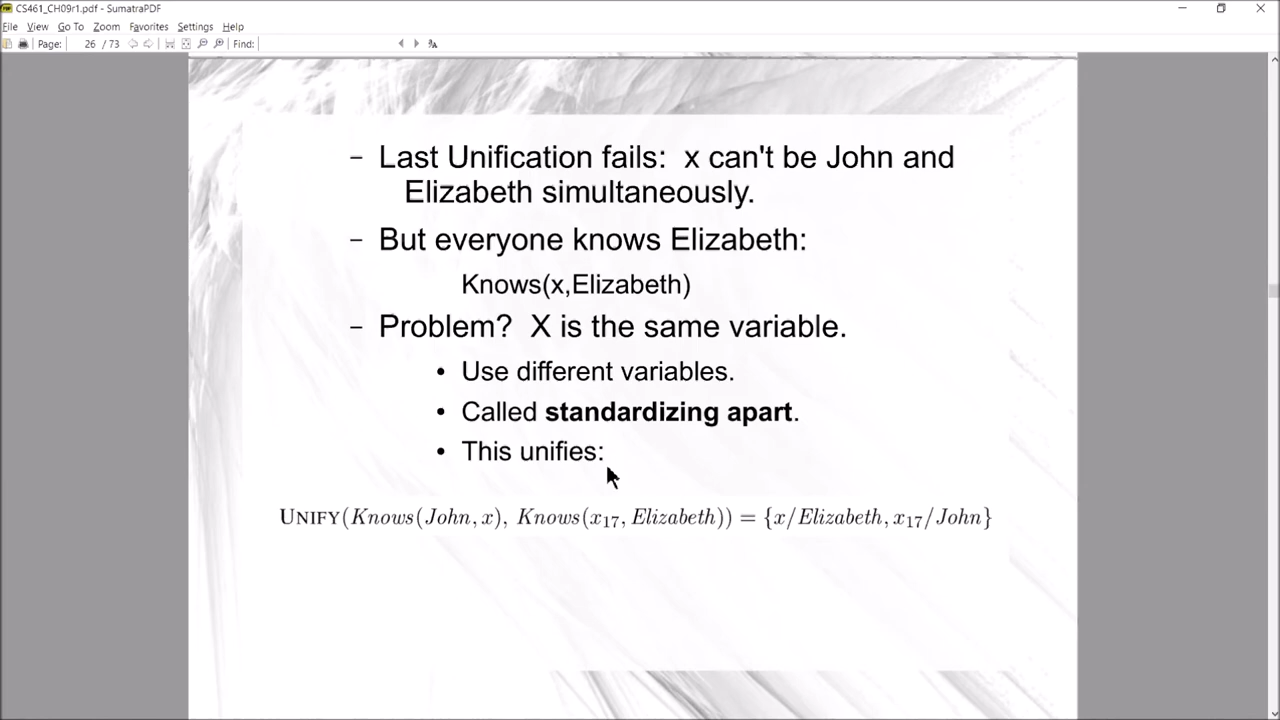 CS461_CH09r1.pdf - SumatraPDF
File View Go To Zoom Favorites Settings Help
Page: 26 / 73 Find:
– Last Unification fails: x can't be John and
Elizabeth simultaneously.
– But everyone knows Elizabeth:
Knows(x,Elizabeth)
– Problem? X is the same variable.
• Use different variables.
• Called standardizing apart.
• This unifies:
UNIFY(Knows(John, x), Knows(x₁₇, Elizabeth)) = {x/Elizabeth, x₁₇/John}